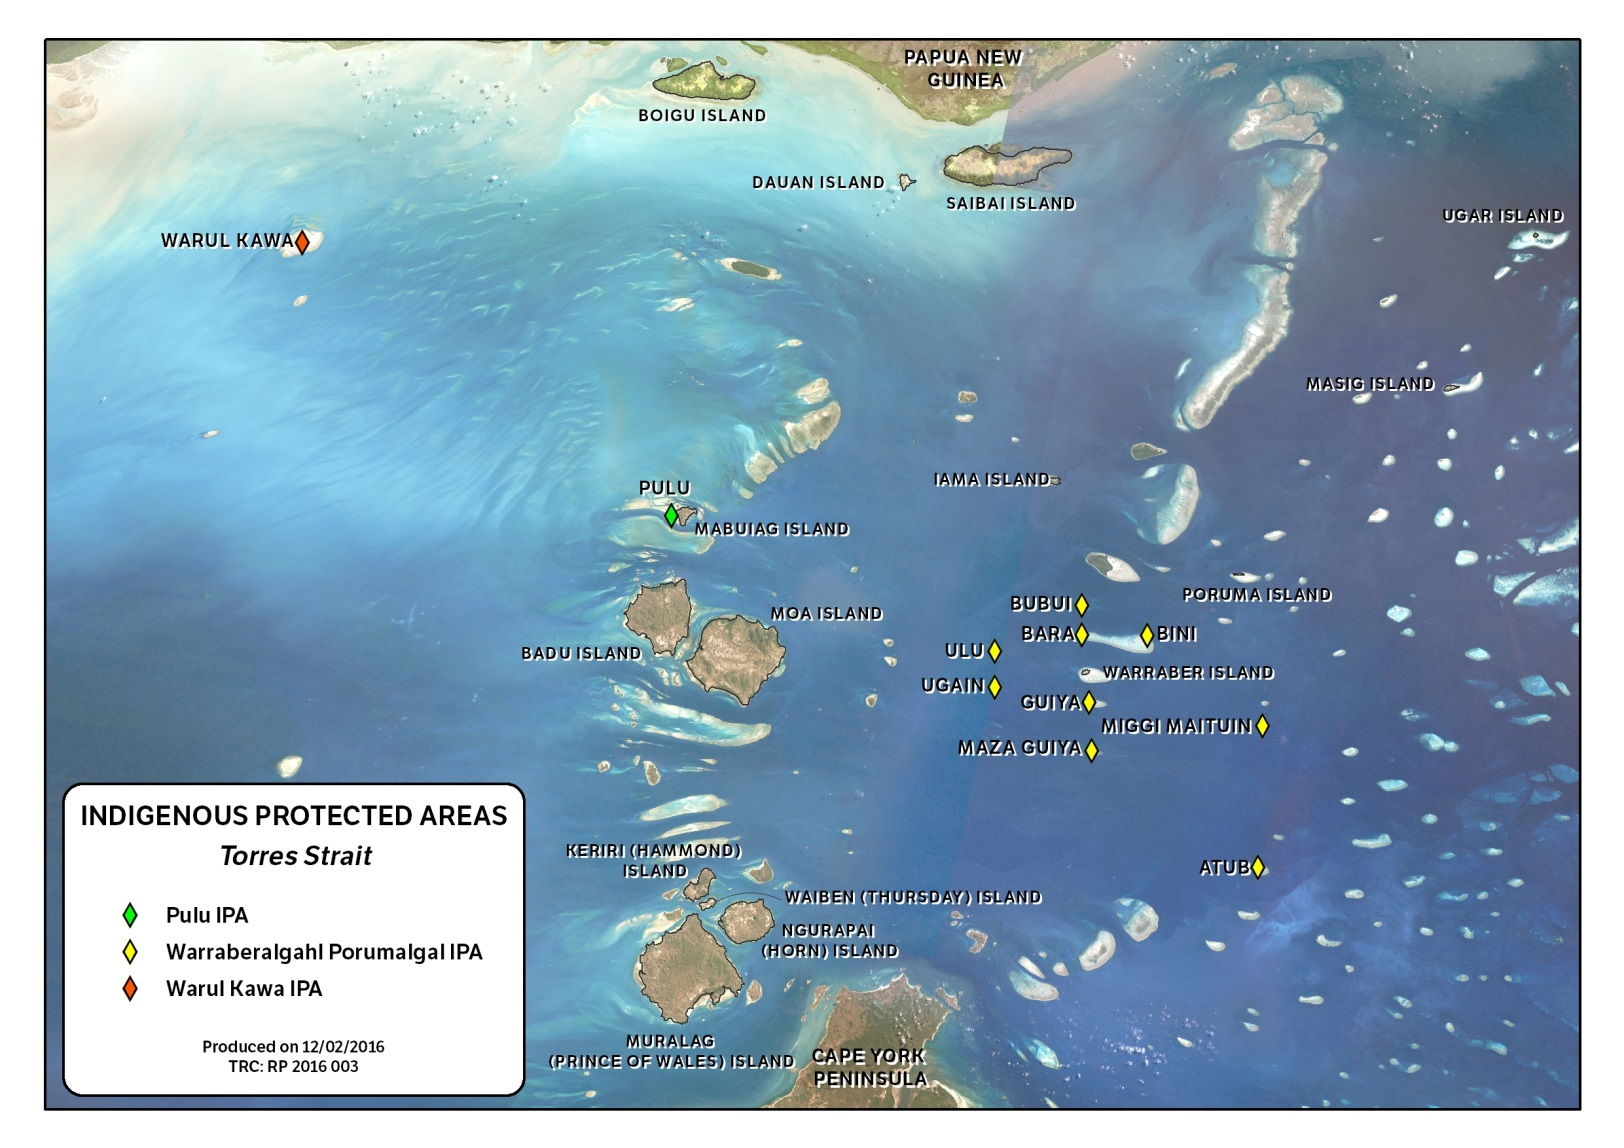 PAPUA NEW
GUINEA
BOIGU ISLAND
DAUAN ISLAND
SAIBAI ISLAND
UGAR ISLAND
WARUL KAWA
MASIG ISLAND
IAMA ISLAND
PULU
MABUIAG ISLAND
PORUMA ISLAND
BUBUI
MOA ISLAND
BARA
BINI
ULU
BADU ISLAND
WARRABER ISLAND
UGAIN
GUIYA
MIGGI MAITUIN
MAZA GUIYA
INDIGENOUS PROTECTED AREAS
Torres Strait
Pulu IPA
Warraberalgahl Porumalgal IPA
Warul Kawa IPA
Produced on 12/02/2016
TRC: RP 2016 003
KERIRI (HAMMOND)
ISLAND
ATUB
WAIBEN (THURSDAY) ISLAND
NGURAPAI
(HORN) ISLAND
MURALAG
(PRINCE OF WALES) ISLAND
CAPE YORK
PENINSULA